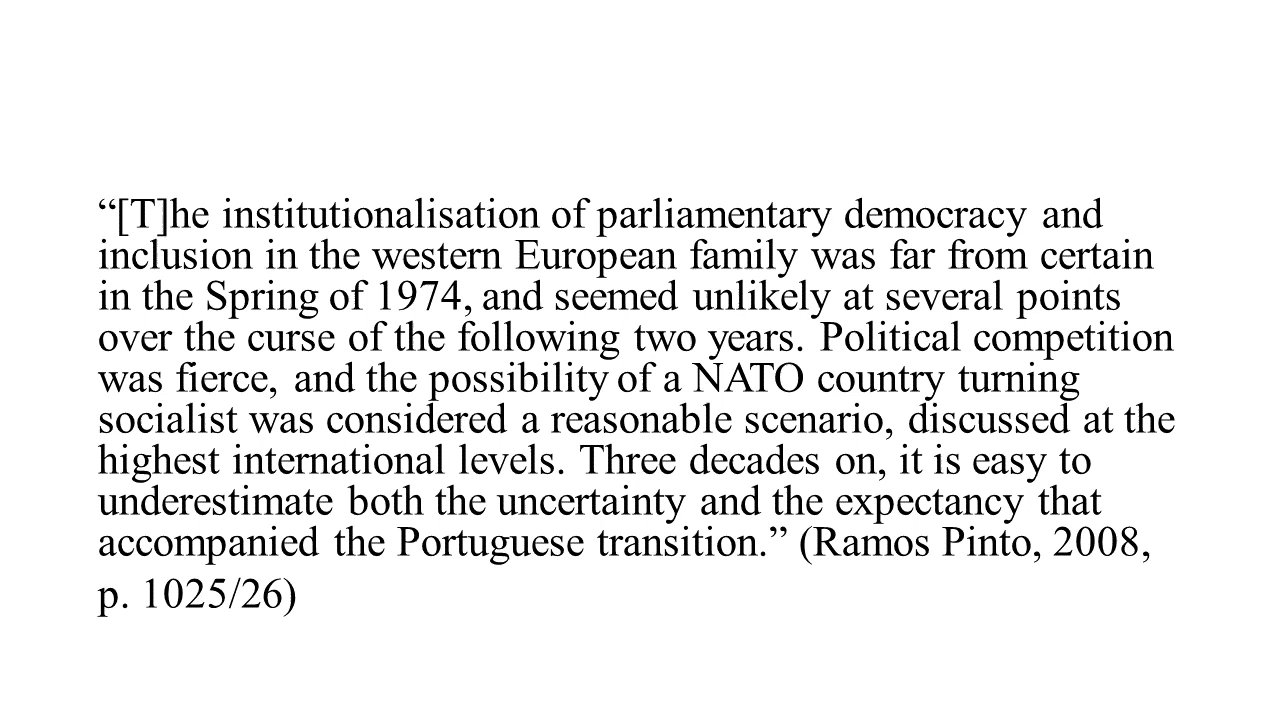 “[T]he institutionalisation of parliamentary democracy and
inclusion in the western European family was far from certain
in the Spring of 1974, and seemed unlikely at several points
over the curse of the following two years. Political competition
was fierce, and the possibility of a NATO country turning
socialist was considered a reasonable scenario, discussed at the
highest international levels. Three decades on, it is easy to
underestimate both the uncertainty and the expectancy that
accompanied the Portuguese transition.” (Ramos Pinto, 2008,
p. 1025/26)